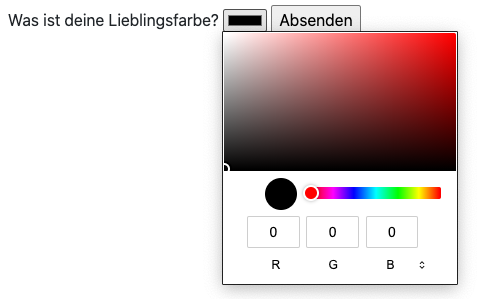 Was ist deine Lieblingsfarbe? Absenden
0 0 0
R G B